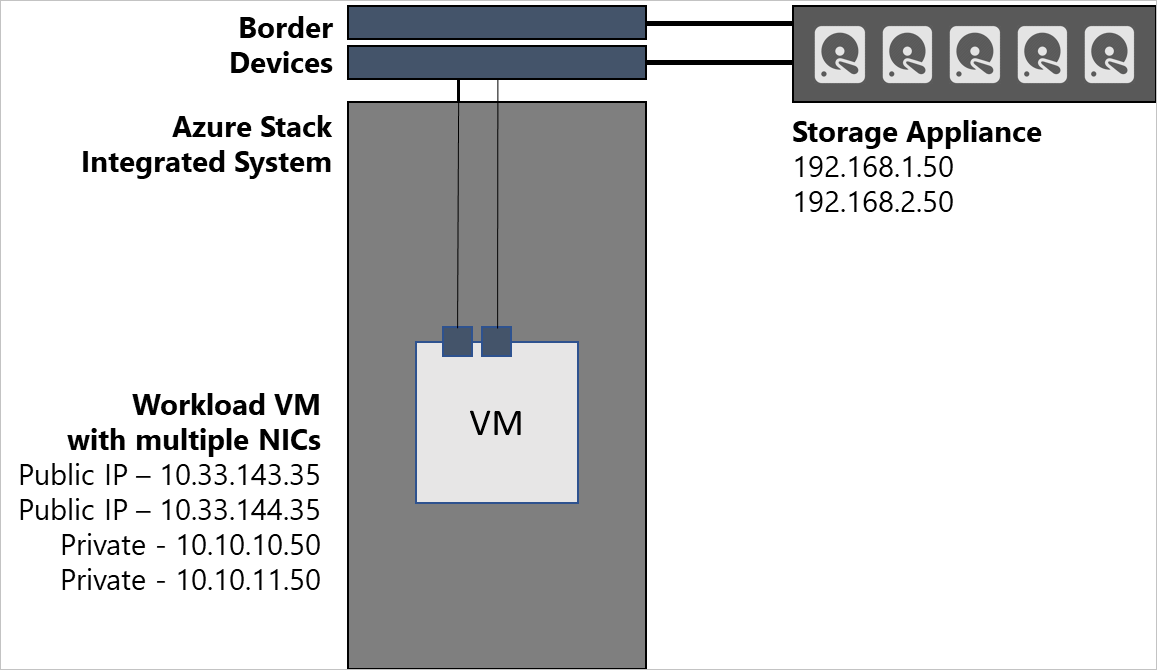 Border
Devices
Azure Stack
Integrated System
Storage Appliance
192.168.1.50
192.168.2.50
VM
Workload VM
with multiple NICs
Public IP – 10.33.143.35
Public IP – 10.33.144.35
Private - 10.10.10.50
Private - 10.10.11.50